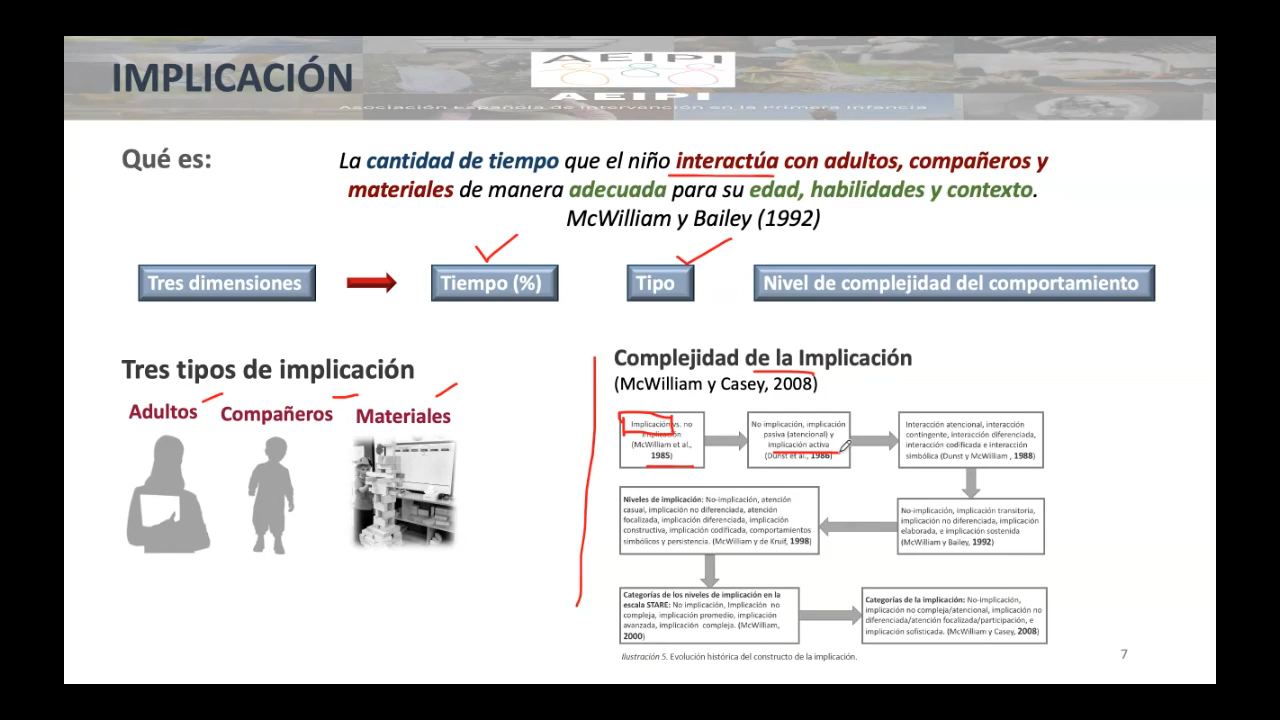 IMPLICACIÓN
AEIPI
AEIPI
Asociación Española de Intervención en la Primera Infancia
Qué es:
La cantidad de tiempo que el niño interactúa con adultos, compañeros y
materiales de manera adecuada para su edad, habilidades y contexto.
McWilliam y Bailey (1992)
Tres dimensiones
Tiempo (%)
Tipo
Nivel de complejidad del comportamiento
Tres tipos de implicación
Adultos
Compañeros
Materiales
Complejidad de la Implicación
(McWilliam y Casey, 2008)
Implicación vs. no
implicación
(McWilliam et al.,
1985)
No implicación, implicación
pasiva (atencional) y
implicación activa
(Dunst et al., 1986)
Interacción atencional, interacción
contingente, interacción diferenciada,
interacción codificada e interacción
simbólica (Dunst y McWilliam , 1988)
No-implicación, implicación transitoria,
implicación no diferenciada, implicación
elaborada, e implicación sostenida
(McWilliam y Bailey, 1992)
Niveles de implicación: No-implicación, atención
casual, implicación no diferenciada, atención
focalizada, implicación diferenciada, implicación
constructiva, implicación codificada, comportamientos
simbólicos y persistencia. (McWilliam y de Kruif, 1998)
Categorías de los niveles de implicación en la
escala STARE: No implicación, Implicación no
compleja, implicación promedio, implicación
avanzada, implicación compleja. (McWilliam,
2000)
Categorías de la implicación: No-implicación,
implicación no compleja/atencional, implicación no
diferenciada/atención focalizada/participación, e
implicación sofisticada. (McWilliam y Casey, 2008)
Ilustración 5. Evolución histórica del constructo de la implicación.
7